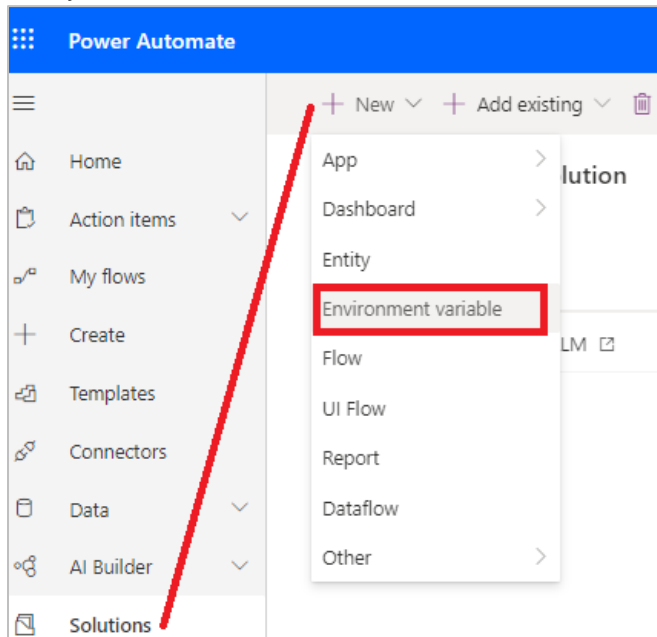 Power Automate
+ New + Add existing
Home
Action items
My flows
Create
Templates
Connectors
Data
AI Builder
Solutions
App
Dashboard
Entity
Environment variable
Flow
UI Flow
Report
Dataflow
Other
lution
LM